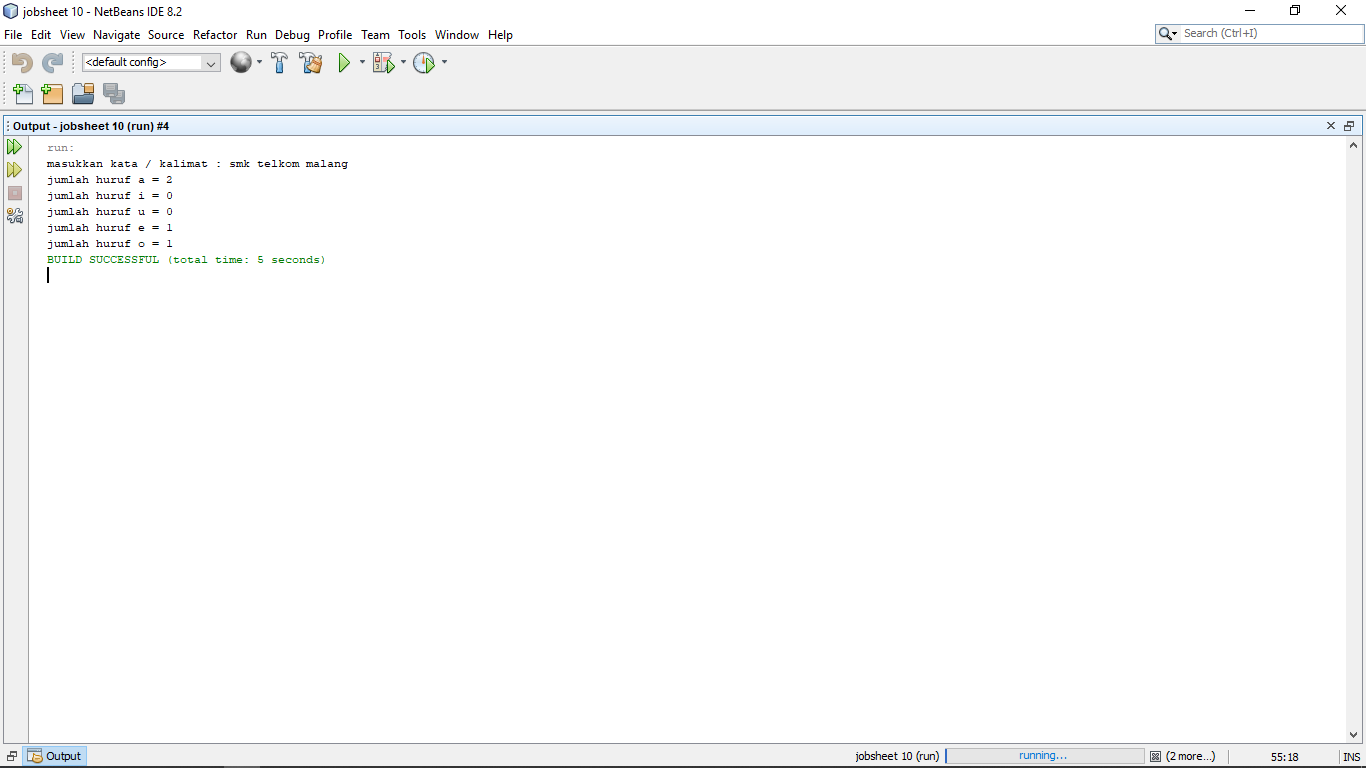 jobsheet 10 - NetBeans IDE 8.2
File Edit View Navigate Source Refactor Run Debug Profile Team Tools Window Help
Search (Ctrl+I)
<default config>
Output - jobsheet 10 (run) #4
run:
masukkan kata / kalimat : smk telkom malang
jumlah huruf a = 2
jumlah huruf i = 0
jumlah huruf u = 0
jumlah huruf e = 1
jumlah huruf o = 1
BUILD SUCCESSFUL (total time: 5 seconds)
Output
jobsheet 10 (run) running... (2 more...) 55:18 INS